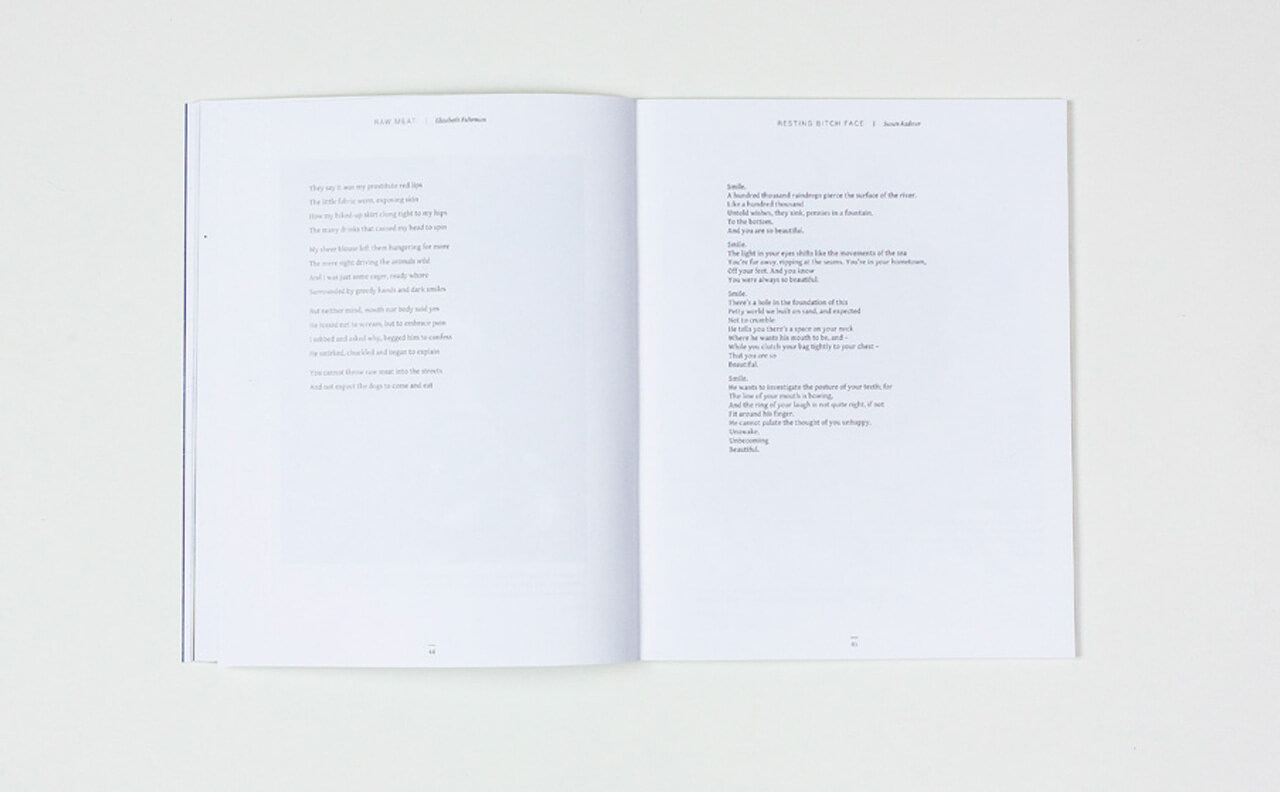 RAW MEAT | Elizabeth
They say it was my prostitute red lips
The little fabric worn, exposing skin
How my hiked-up skirt clung tight to my hips
The many drinks that caused my head to spin
My sheer blouse left them hungering for more
The mere sight driving the animals wild
And I was just some
Surrounded by greedy hands and dark smiles
But neither mind, mouth nor body said yes
He hissed not to scream, but to embrace pain
I sobbed and asked why, begged him to confess
He smirked, chuckled and began to explain
You cannot throw raw meat into the streets
And not expect the dogs to come and eat
RESTING BITCH FACE | Susan
Smile.
A hundred thousand raindrops pierce the surface of the river.
Like a hundred thousand
Untold wishes, they sink, pennies in a fountain,
To the bottom,
And you are so beautiful.
Smile.
The light in your eyes shifts like the movements of the sea
You're far away, ripping at the seams. You're in your hometown,
Off your feet. And you know
You were always so beautiful.
Smile.
There's a hole in the foundation of this
Petty world we built on sand, and expected
Not to crumble
He tells you there's a space on your neck
Where he wants his mouth to be, and –
While you clutch your bag tightly to your chest –
That you are so
Beautiful.
Smile.
He wants to investigate the posture of your teeth, for
The line of your mouth is bowing,
And the ring of your laugh is not quite right, if not
Fit around his finger.
He cannot palate the thought of you unhappy,
Unawake,
Unbecoming
Beautiful.